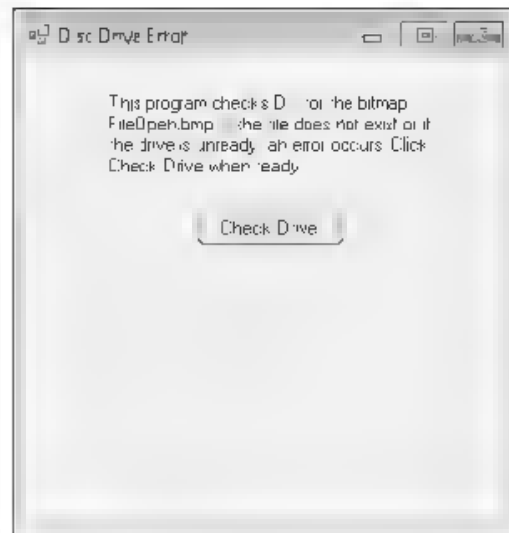 Disc Drive Error
This program checks D for the bitmap
FileOpen.bmp the file does not exist or if
the drive is unready an error occurs Click
Check Drive when ready
Check Drive